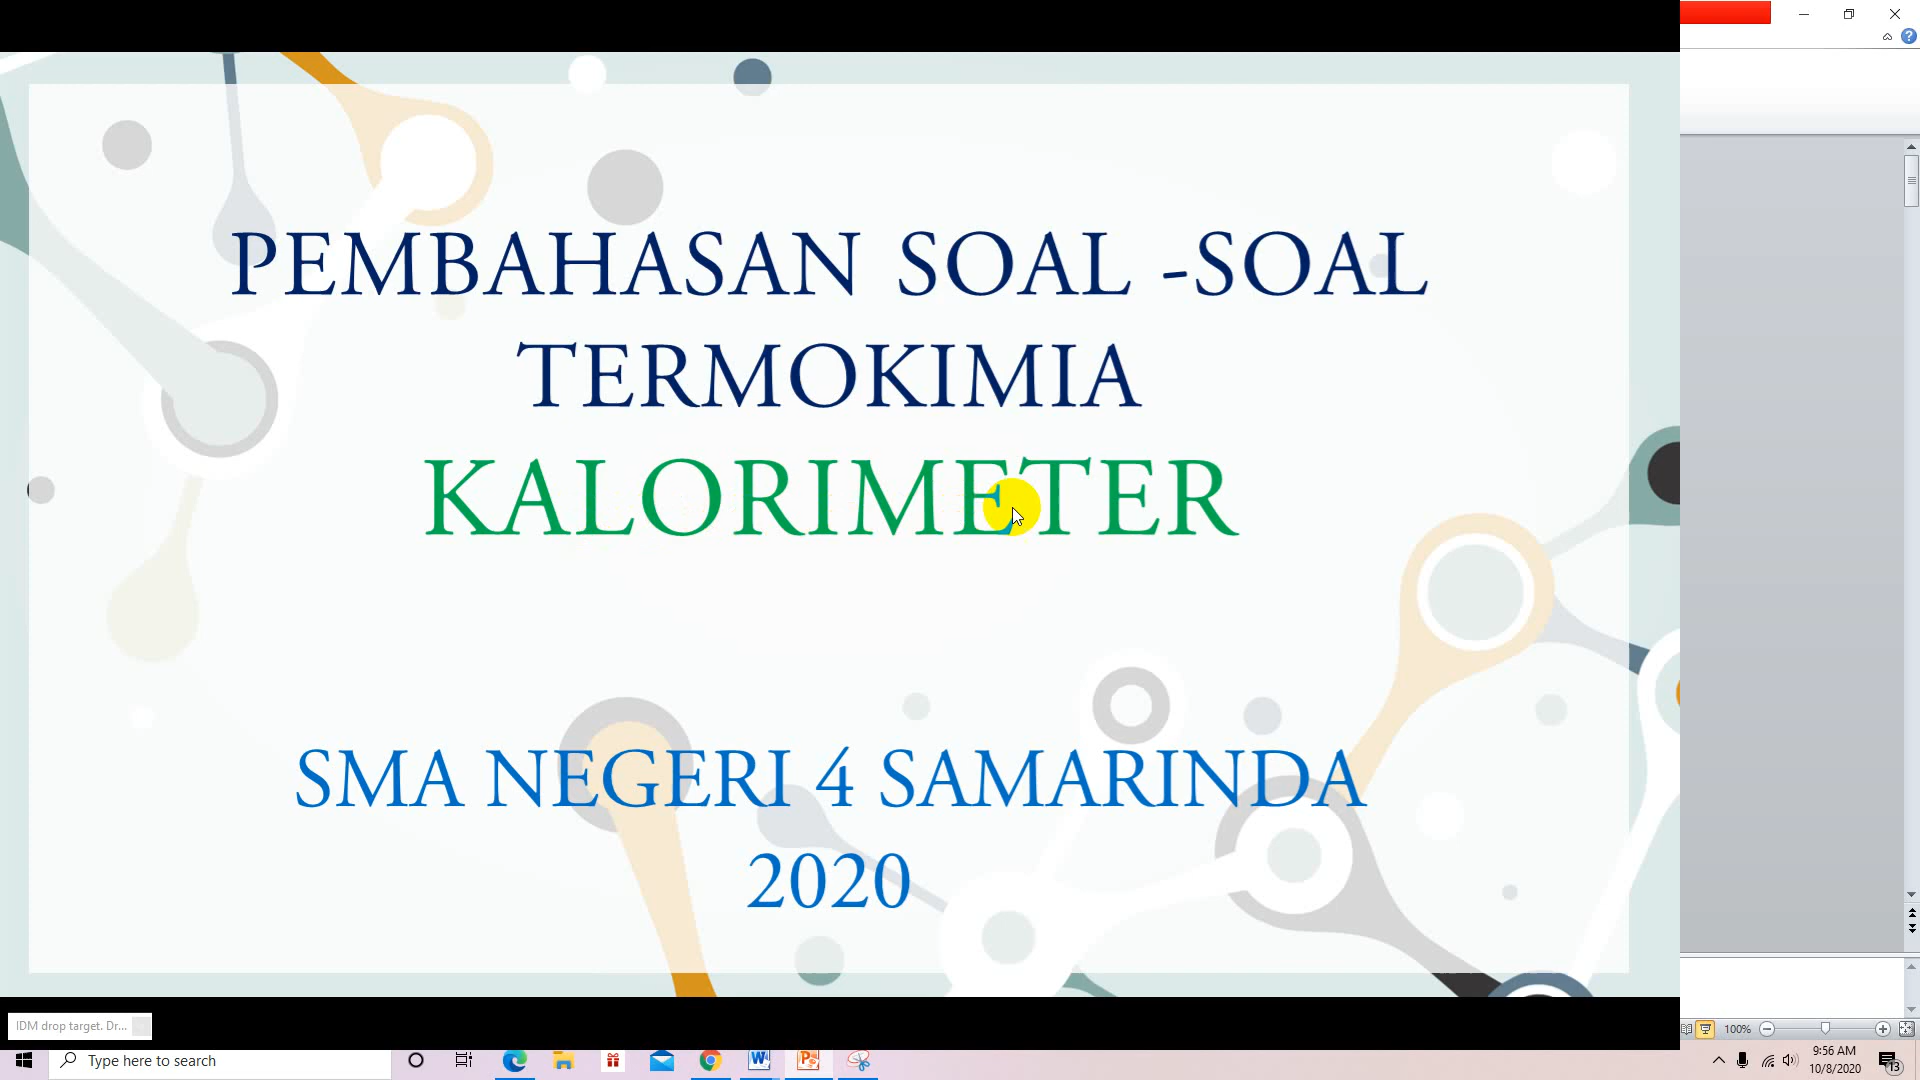 PEMBAHASAN SOAL -SOAL
TERMOKIMIA
KALORIMETER
SMA NEGERI 4 SAMARINDA
2020
IDM drop target. Dr...
100%
Type here to search
9:56 AM
10/8/2020
13